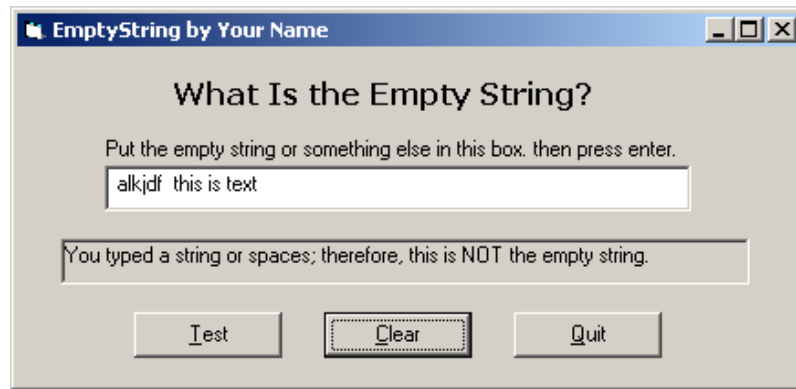 EmptyString by Your Name
What Is the Empty String?
Put the empty string or something else in this box. then press enter.
alkjdf  this is text
You typed a string or spaces; therefore, this is NOT the empty string.
Test Clear Quit